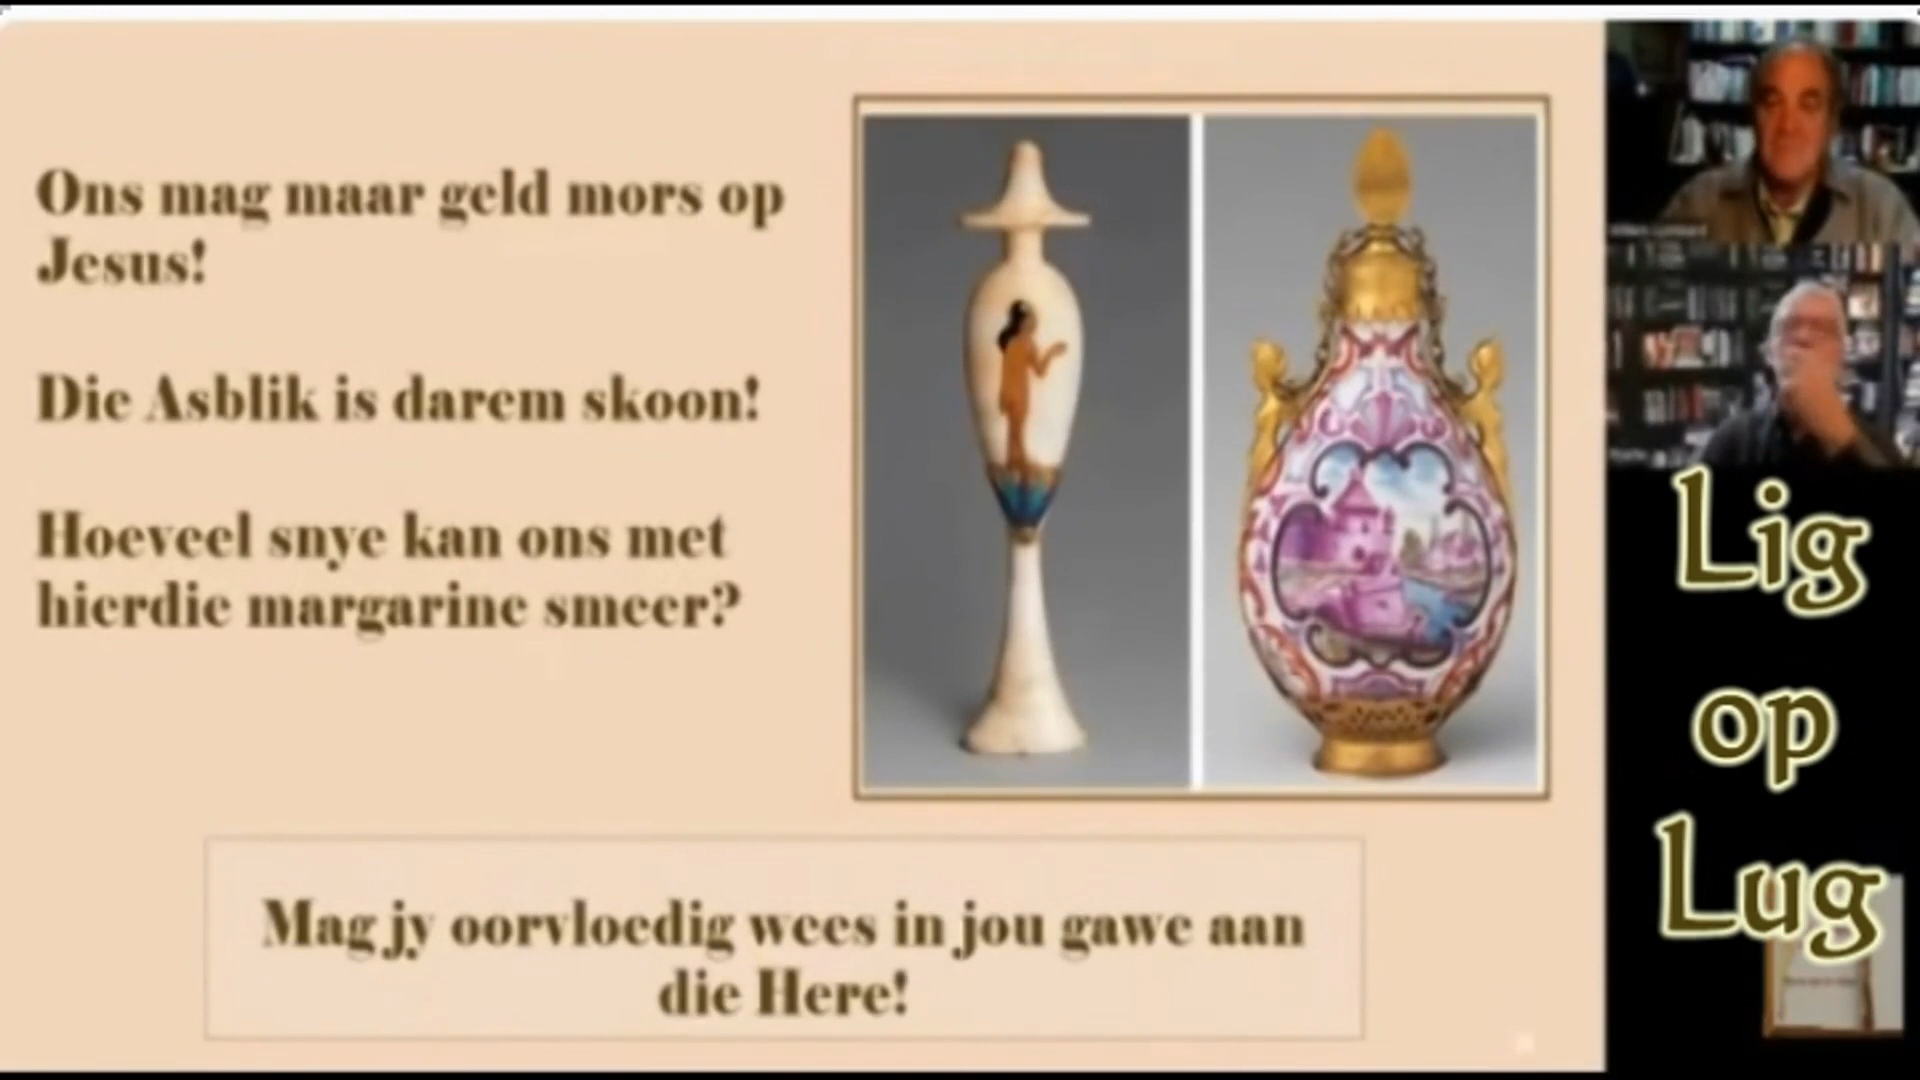 Ons mag maar geld mors op
Jesus!
Die Asblik is darem skoon!
Hoeveel snye kan ons met
hierdie margarine smeer?
Mag jy oorvloedig wees in jou gawe aan
die Here!
Lig
op
Lug